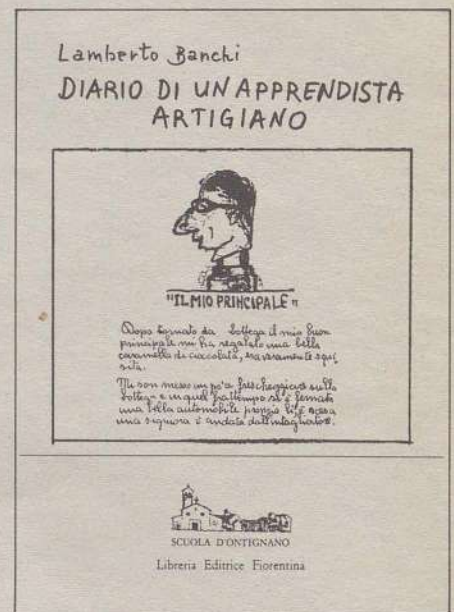 Lamberto Banchi
DIARIO DI UN APPRENDISTA
ARTIGIANO
"IL MIO PRINCIPALE"
Dopo tornato da bottega il mio buon
principale mi ha regalato una bella
caramella di cioccolata, era veramente squi
sita.
Mi son messo un po' a frescheggiare sulla
bottega e in quel frattempo si è fermata
una bella automobile proprio lì, è scesa
una signora è andata dall'intagliatore.
SCUOLA D'ONTIGNANO
Libreria Editrice Fiorentina